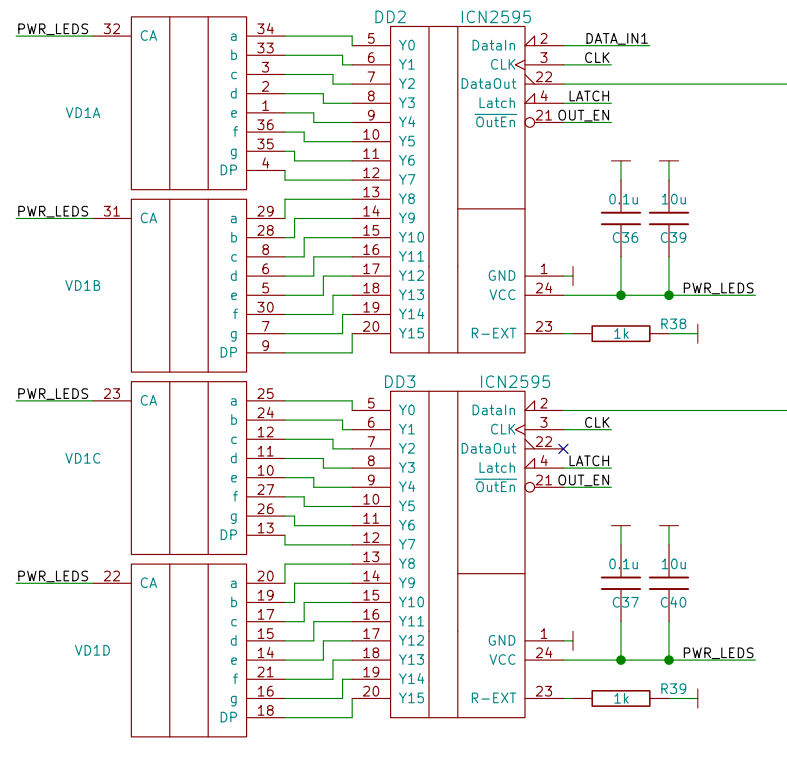 PWR_LEDS 32 CA
VD1A
a 34
b 33
c 3
d 2
e 1
f 36
g 35
DP 4
DD2 ICN2595
5 Y0
6 Y1
7 Y2
8 Y3
9 Y4
10 Y5
11 Y6
12 Y7
13 Y8
14 Y9
15 Y10
16 Y11
17 Y12
18 Y13
19 Y14
20 Y15
DataIn 2 DATA_IN1
CLK 3 CLK
DataOut 22
Latch 4 LATCH
OutEn 21 OUT_EN
GND 1
VCC 24 PWR_LEDS
R-EXT 23 1k R38
0.1u 10u
C36 C39
PWR_LEDS 31 CA
VD1B
a 29
b 28
c 8
d 6
e 5
f 30
g 7
DP 9
PWR_LEDS 23 CA
VD1C
a 25
b 24
c 12
d 11
e 10
f 27
g 26
DP 13
DD3 ICN2595
5 Y0
6 Y1
7 Y2
8 Y3
9 Y4
10 Y5
11 Y6
12 Y7
13 Y8
14 Y9
15 Y10
16 Y11
17 Y12
18 Y13
19 Y14
20 Y15
DataIn 2
CLK 3 CLK
DataOut 22
Latch 4 LATCH
OutEn 21 OUT_EN
GND 1
VCC 24 PWR_LEDS
R-EXT 23 1k R39
0.1u 10u
C37 C40
PWR_LEDS 22 CA
VD1D
a 20
b 19
c 17
d 15
e 14
f 21
g 16
DP 18